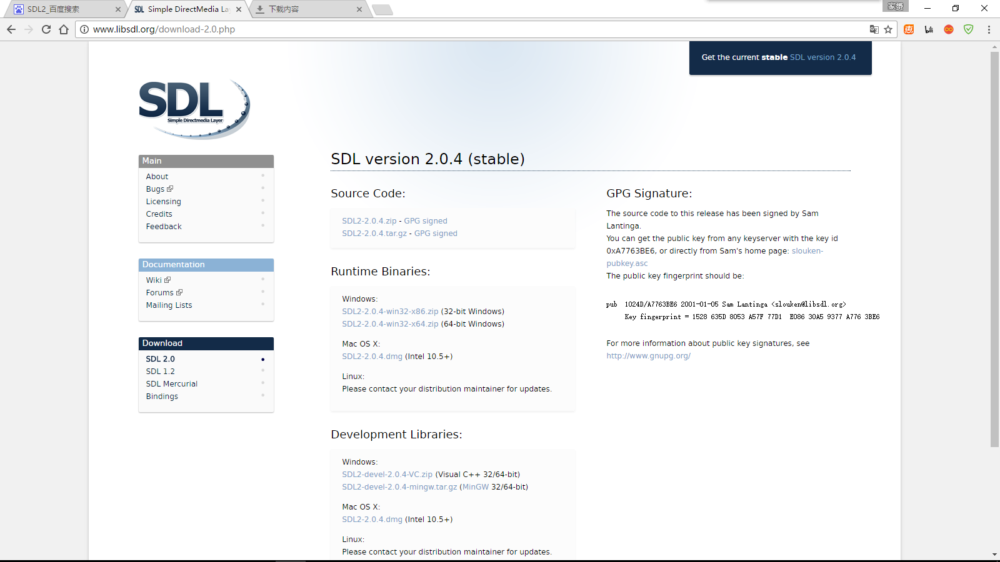 SDL2_百度搜索
SDL Simple DirectMedia La
下载内容
家赟
www.libsdl.org/download-2.0.php
Get the current stable SDL version 2.0.4
SDL
Simple Directmedia Layer
Main
About
Bugs
Licensing
Credits
Feedback
Documentation
Wiki
Forums
Mailing Lists
Download
SDL 2.0
SDL 1.2
SDL Mercurial
Bindings
SDL version 2.0.4 (stable)
Source Code:
SDL2-2.0.4.zip - GPG signed
SDL2-2.0.4.tar.gz - GPG signed
Runtime Binaries:
Windows:
SDL2-2.0.4-win32-x86.zip (32-bit Windows)
SDL2-2.0.4-win32-x64.zip (64-bit Windows)
Mac OS X:
SDL2-2.0.4.dmg (Intel 10.5+)
Linux:
Please contact your distribution maintainer for updates.
Development Libraries:
Windows:
SDL2-devel-2.0.4-VC.zip (Visual C++ 32/64-bit)
SDL2-devel-2.0.4-mingw.tar.gz (MinGW 32/64-bit)
Mac OS X:
SDL2-2.0.4.dmg (Intel 10.5+)
Linux:
Please contact your distribution maintainer for updates.
GPG Signature:
The source code to this release has been signed by Sam
Lantinga.
You can get the public key from any keyserver with the key id
0xA7763BE6, or directly from Sam's home page: slouken-
pubkey.asc
The public key fingerprint should be:
pub 1024D/A7763BE6 2001-01-05 Sam Lantinga <slouken@libsdl.org>
Key fingerprint = 1528 635D 8053 A57F 77D1 E086 30A5 9377 A776 3BE6
For more information about public key signatures, see
http://www.gnupg.org/